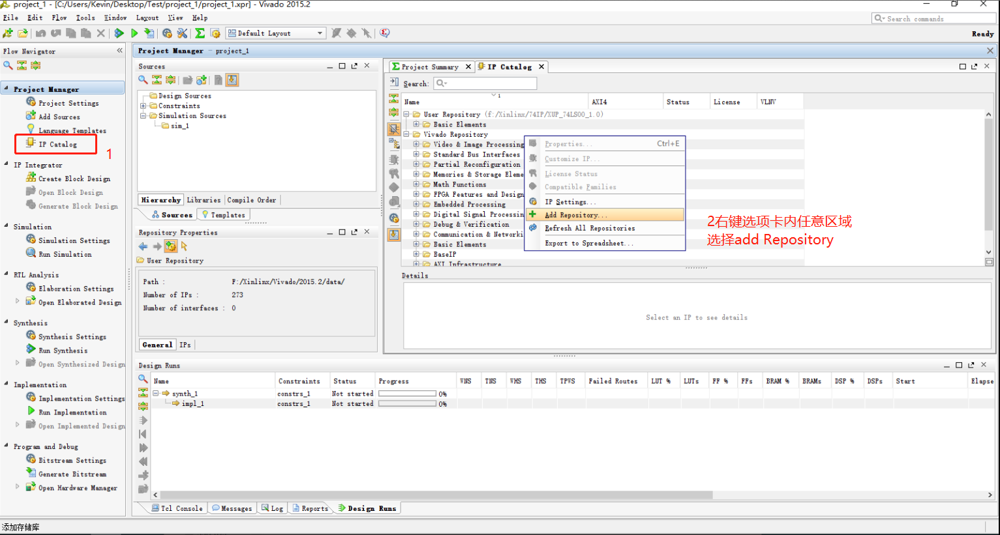 project_1 - [C:/Users/Kevin/Desktop/Test/project_1/project_1.xpr] - Vivado 2015.2
File Edit Flow Tools Window Layout View Help
Search commands
Default Layout
Ready
Flow Navigator
Project Manager
Project Settings
Add Sources
Language Templates
IP Catalog
1
IP Integrator
Create Block Design
Open Block Design
Generate Block Design
Simulation
Simulation Settings
Run Simulation
RTL Analysis
Elaboration Settings
Open Elaborated Design
Synthesis
Synthesis Settings
Run Synthesis
Open Synthesized Design
Implementation
Implementation Settings
Run Implementation
Open Implemented Design
Program and Debug
Bitstream Settings
Generate Bitstream
Open Hardware Manager
Project Manager - project_1
Sources
Design Sources
Constraints
Simulation Sources
sim_1
Hierarchy Libraries Compile Order
Sources Templates
Repository Properties
User Repository
Path : F:/Xinlinx/Vivado/2015.2/data/
Number of IPs : 273
Number of interfaces : 0
General IPs
Project Summary IP Catalog
Search:
Name 1 AXI4 Status License VLNV
User Repository (f:/Xinlinx/74IP/XUP_74LS00_1.0)
Basic Elements
Vivado Repository
Video & Image Processing
Standard Bus Interfaces
Partial Reconfiguration
Memories & Storage Eleme
Math Functions
FPGA Features and Design
Embedded Processing
Digital Signal Processin
Debug & Verification
Communication & Networki
Basic Elements
BaseIP
AXI Infrastructure
Properties... Ctrl+E
Customize IP...
License Status
Compatible Families
IP Settings...
Add Repository...
Refresh All Repositories
Export to Spreadsheet...
2右键选项卡内任意区域
选择add Repository
Details
Select an IP to see details
Design Runs
Name Constraints Status Progress WNS TNS WHS THS TPWS Failed Routes LUT % LUTs FF % FFs BRAM % BRAMs DSP % DSPs Start Elapse
synth_1 constrs_1 Not started 0%
impl_1 constrs_1 Not started 0%
Tcl Console Messages Log Reports Design Runs
添加存储库